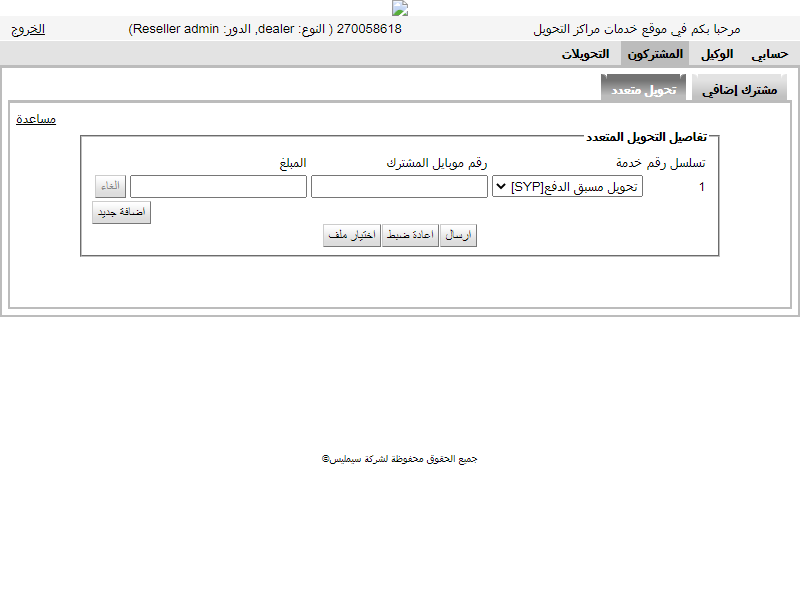 مرحبا بكم في موقع خدمات مراكز التحويل
270058618 ( النوع: dealer, الدور: Reseller admin)
الخروج
حسابي الوكيل المشتركون التحويلات
مشترك إضافي تحويل متعدد
مساعدة
تفاصيل التحويل المتعدد
تسلسل رقم خدمة رقم موبايل المشترك المبلغ
1 تحويل مسبق الدفع[SYP] الغاء
اضافة جديد
ارسال اعادة ضبط اختيار ملف
جميع الحقوق محفوظة لشركة سيمليس©